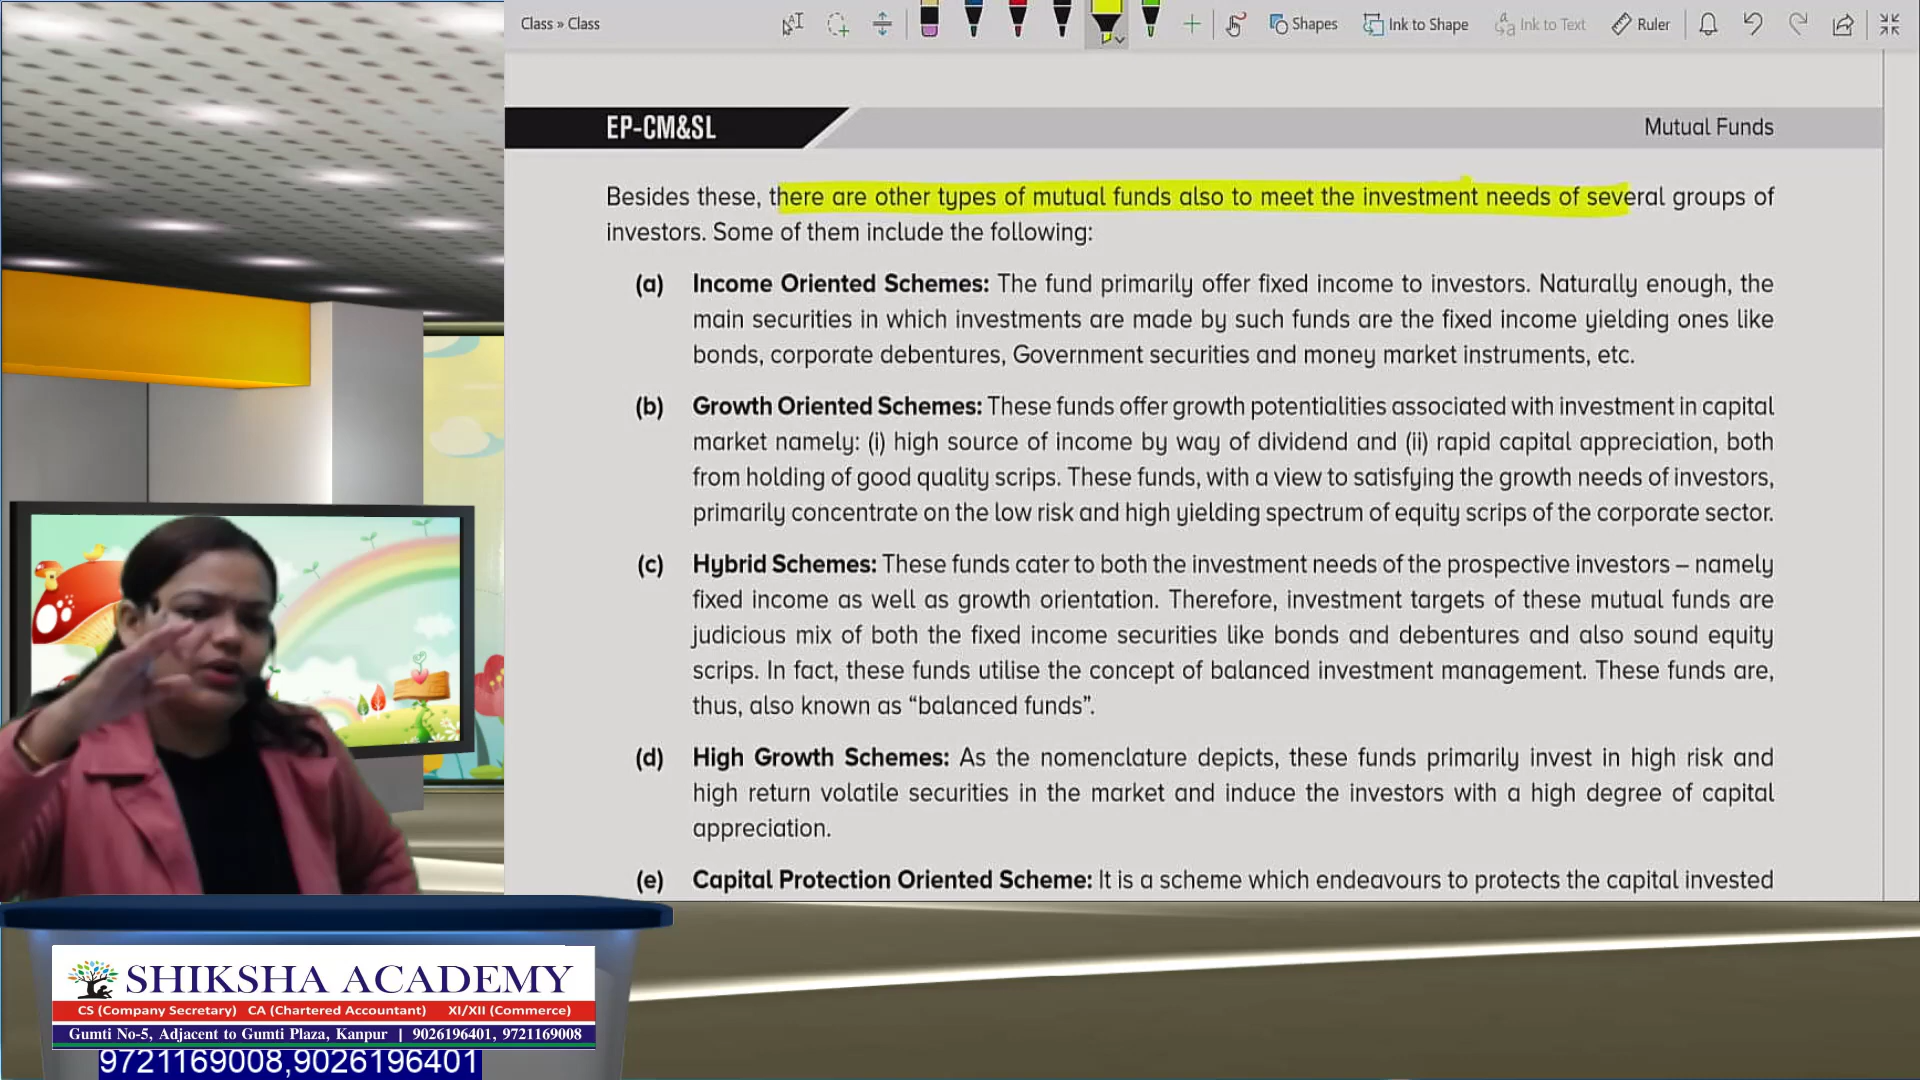 Class » Class
Shapes
Ink to Shape
Ink to Text
Ruler
EP-CM&SL
Mutual Funds
Besides these, there are other types of mutual funds also to meet the investment needs of several groups of
investors. Some of them include the following:
(a) Income Oriented Schemes: The fund primarily offer fixed income to investors. Naturally enough, the
main securities in which investments are made by such funds are the fixed income yielding ones like
bonds, corporate debentures, Government securities and money market instruments, etc.
(b) Growth Oriented Schemes: These funds offer growth potentialities associated with investment in capital
market namely: (i) high source of income by way of dividend and (ii) rapid capital appreciation, both
from holding of good quality scrips. These funds, with a view to satisfying the growth needs of investors,
primarily concentrate on the low risk and high yielding spectrum of equity scrips of the corporate sector.
(c) Hybrid Schemes: These funds cater to both the investment needs of the prospective investors – namely
fixed income as well as growth orientation. Therefore, investment targets of these mutual funds are
judicious mix of both the fixed income securities like bonds and debentures and also sound equity
scrips. In fact, these funds utilise the concept of balanced investment management. These funds are,
thus, also known as “balanced funds”.
(d) High Growth Schemes: As the nomenclature depicts, these funds primarily invest in high risk and
high return volatile securities in the market and induce the investors with a high degree of capital
appreciation.
(e) Capital Protection Oriented Scheme: It is a scheme which endeavours to protects the capital invested
SHIKSHA ACADEMY
CS (Company Secretary) CA (Chartered Accountant) XI/XII (Commerce)
Gumti No-5, Adjacent to Gumti Plaza, Kanpur | 9026196401, 9721169008
9721169008,9026196401